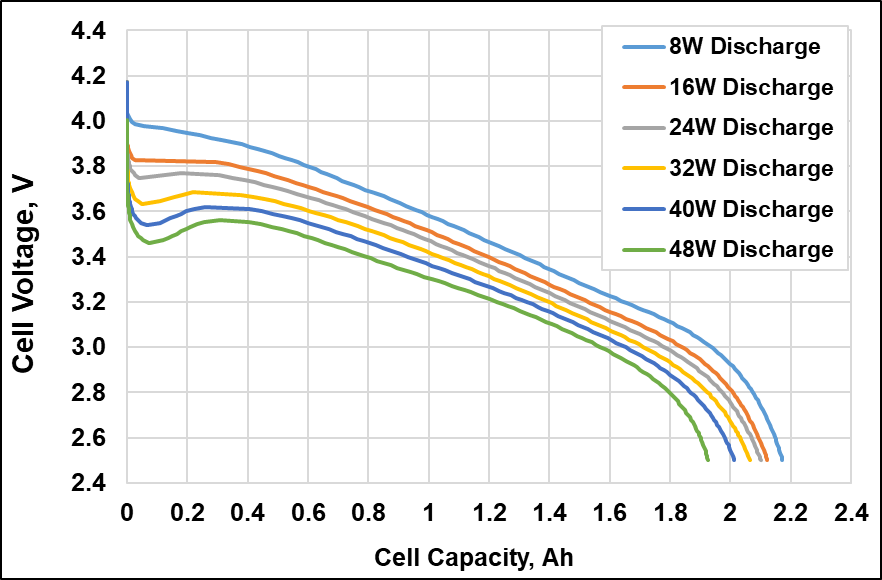 4.4
4.2
4.0
3.8
3.6
3.4
3.2
3.0
2.8
2.6
2.4
Cell Voltage, V
8W Discharge
16W Discharge
24W Discharge
32W Discharge
40W Discharge
48W Discharge
0 0.2 0.4 0.6 0.8 1 1.2 1.4 1.6 1.8 2 2.2 2.4
Cell Capacity, Ah